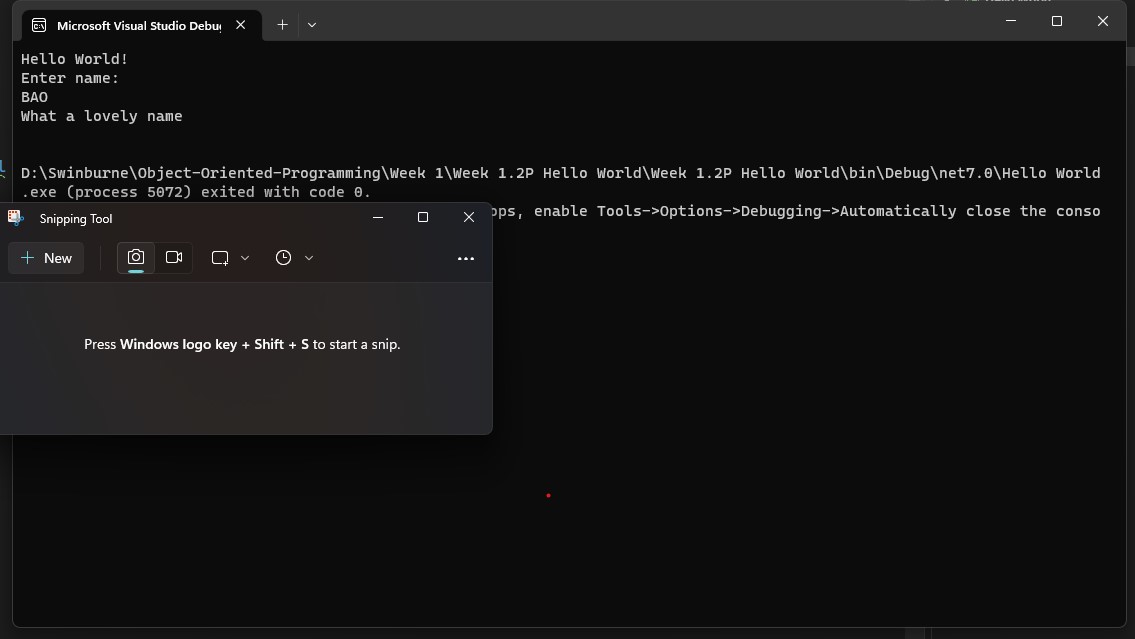 Microsoft Visual Studio Debu
Hello World!
Enter name:
BAO
What a lovely name
D:\Swinburne\Object-Oriented-Programming\Week 1\Week 1.2P Hello World\Week 1.2P Hello World\bin\Debug\net7.0\Hello World
.exe (process 5072) exited with code 0.
ops, enable Tools->Options->Debugging->Automatically close the conso
Snipping Tool
New
Press Windows logo key + Shift + S to start a snip.